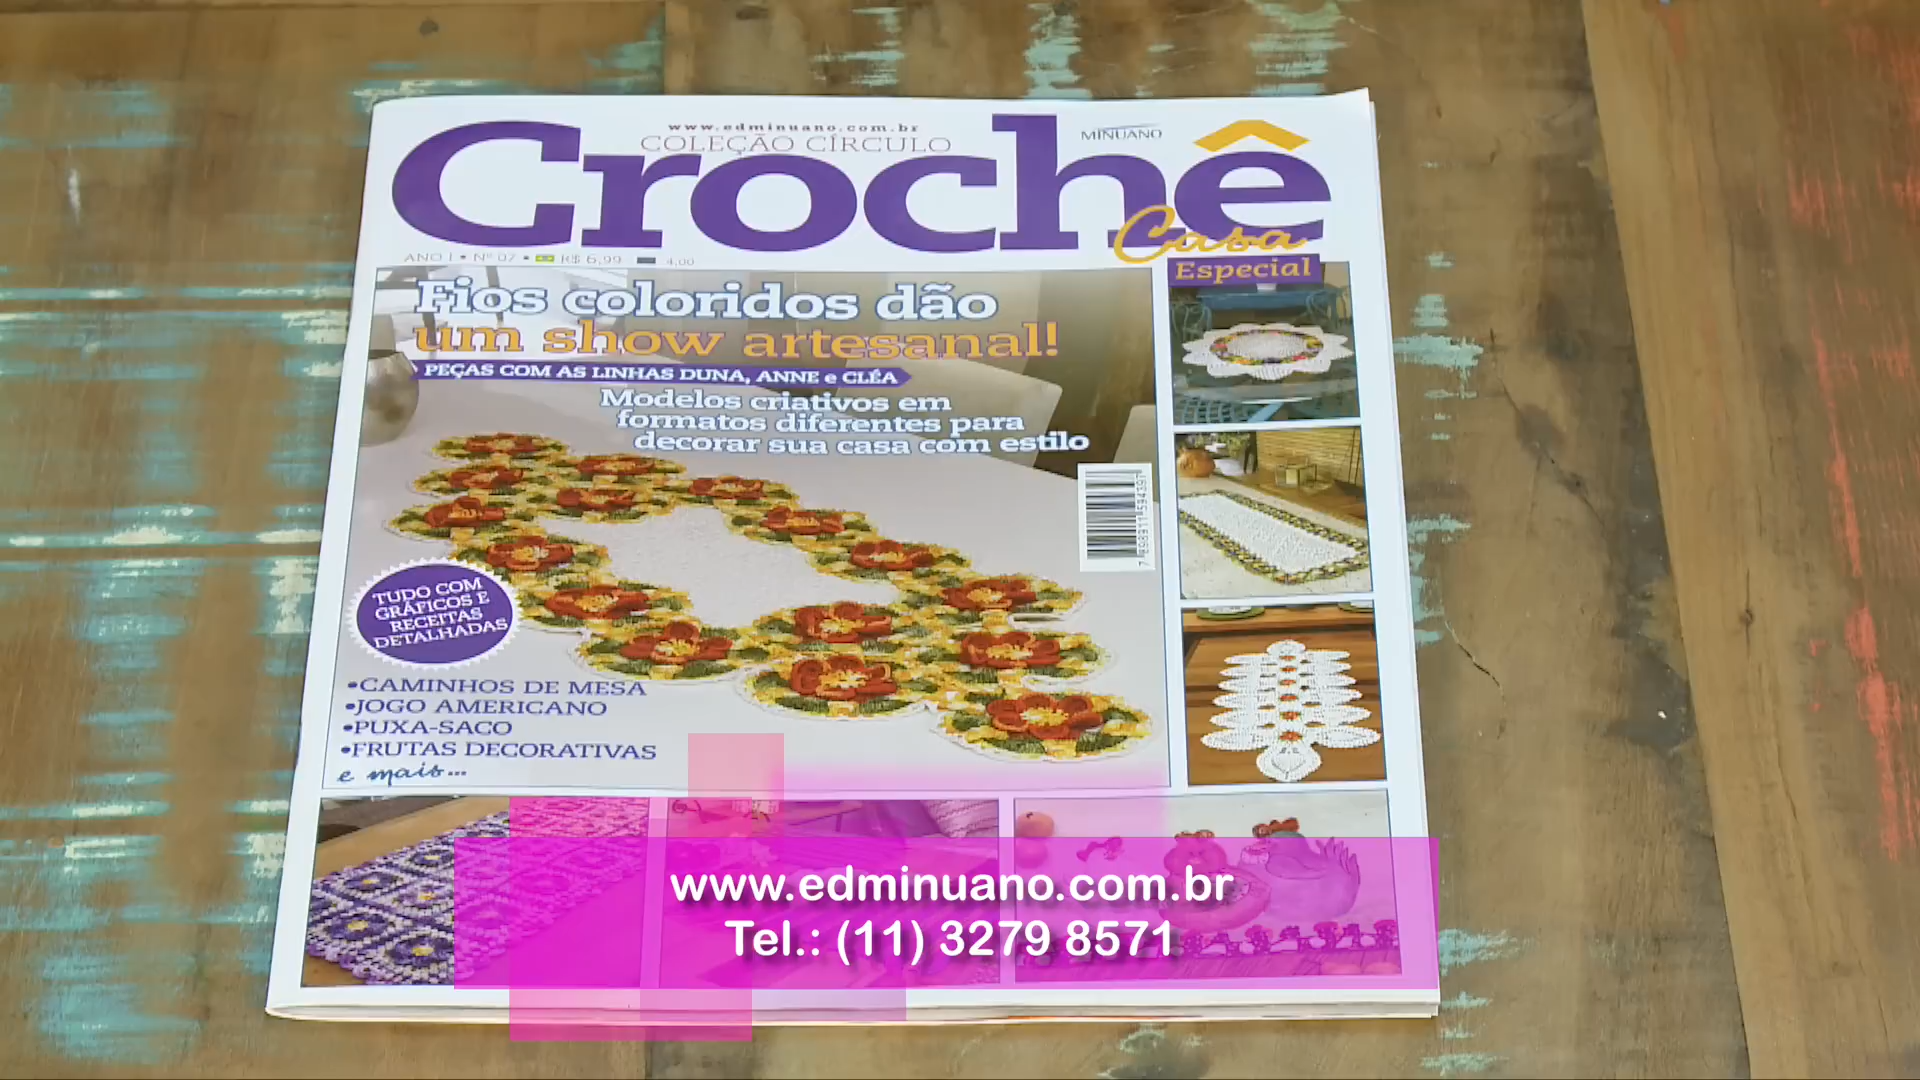 www.edminuano.com.br
COLEÇÃO CÍRCULO
MINUANO
Crochê
Casa
Especial
ANO I • Nº 07 • R$ 6,99 4,00
Fios coloridos dão
um show artesanal!
PEÇAS COM AS LINHAS DUNA, ANNE e CLÉA
Modelos criativos em
formatos diferentes para
decorar sua casa com estilo
TUDO COM
GRÁFICOS E
RECEITAS
DETALHADAS
•CAMINHOS DE MESA
•JOGO AMERICANO
•PUXA-SACO
•FRUTAS DECORATIVAS
e mais...
www.edminuano.com.br
Tel.: (11) 3279 8571